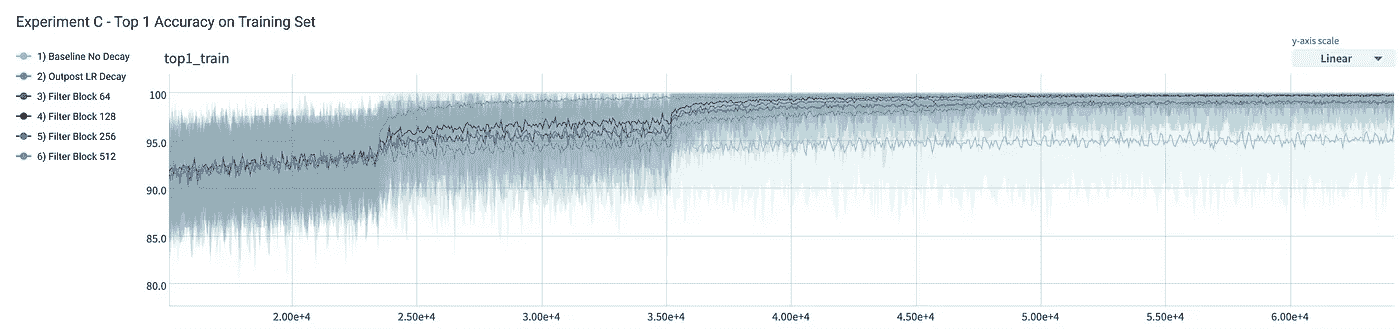 Experiment C - Top 1 Accuracy on Training Set
y-axis scale
Linear
1) Baseline No Decay
2) Outpost LR Decay
3) Filter Block 64
4) Filter Block 128
5) Filter Block 256
6) Filter Block 512
top1_train
100
95.0
90.0
85.0
80.0
2.00e+4 2.50e+4 3.00e+4 3.50e+4 4.00e+4 4.50e+4 5.00e+4 5.50e+4 6.00e+4